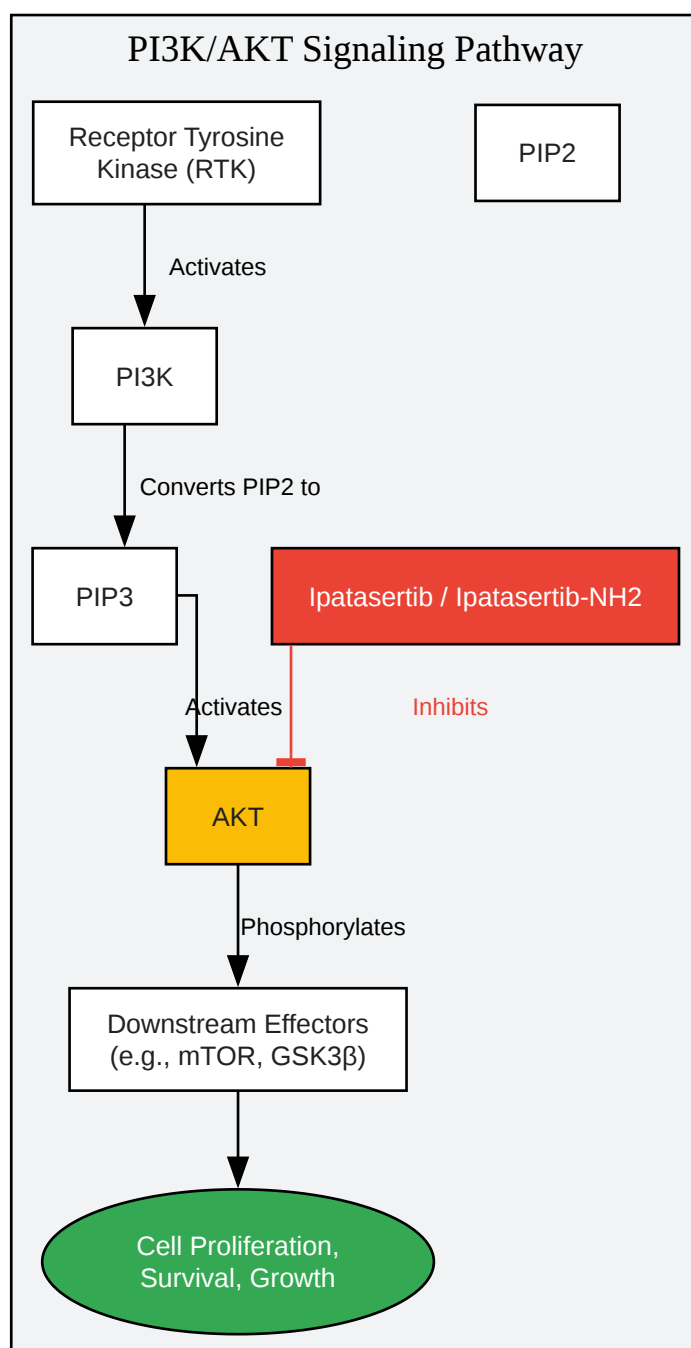 PI3K/AKT Signaling Pathway
Receptor Tyrosine
Kinase (RTK)
PIP2
Activates
PI3K
Converts PIP2 to
PIP3
Ipatasertib / Ipatasertib-NH2
Activates
Inhibits
AKT
Phosphorylates
Downstream Effectors
(e.g., mTOR, GSK3β)
Cell Proliferation,
Survival, Growth